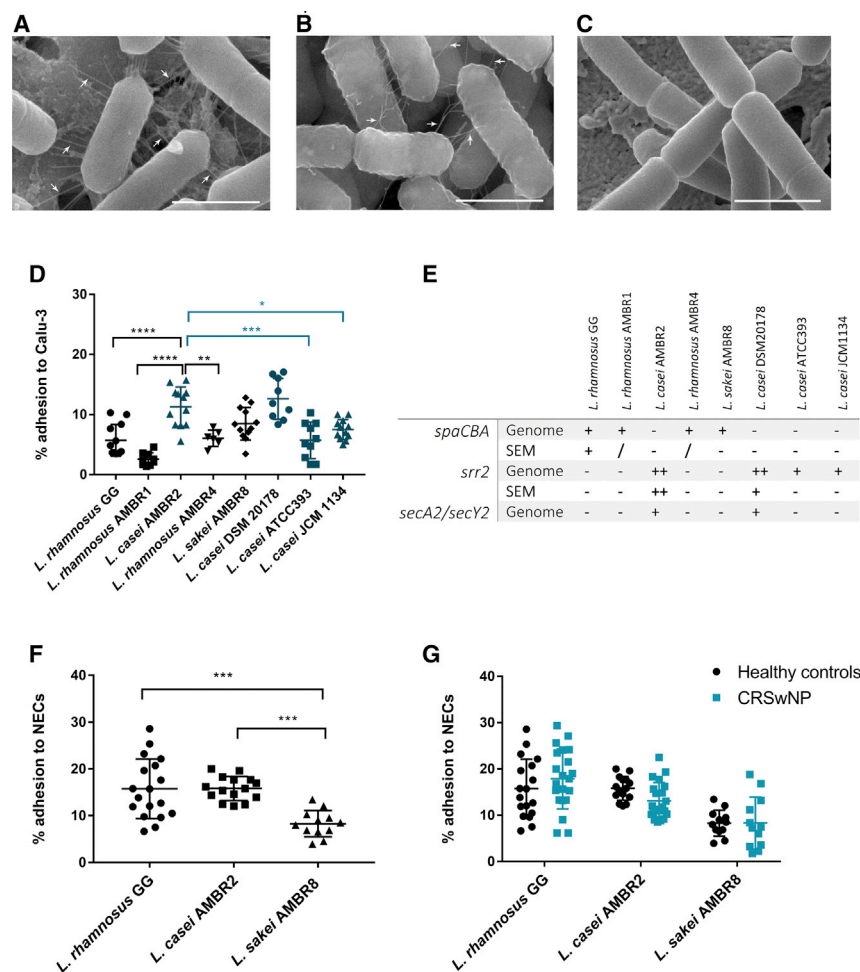 A
B
C
D
% adhesion to Calu-3
30
20
10
0
****
****
**
***
*
L. rhamnosus GG
L. rhamnosus AMBR1
L. casei AMBR2
L. rhamnosus AMBR4
L. sakei AMBR8
L. casei DSM 20178
L. casei ATCC393
L. casei JCM 1134
E
L. rhamnosus GG
L. rhamnosus AMBR1
L. casei AMBR2
L. rhamnosus AMBR4
L. sakei AMBR8
L. casei DSM20178
L. casei ATCC393
L. casei JCM1134
spaCBA Genome + + - + + - - -
SEM + / - / - - - -
srr2 Genome - - ++ - - ++ + +
SEM - - ++ - - + - -
secA2/secY2 Genome - - + - - + - -
F
% adhesion to NECs
40
30
20
10
0
***
***
L. rhamnosus GG
L. casei AMBR2
L. sakei AMBR8
G
% adhesion to NECs
40
30
20
10
0
Healthy controls
CRSwNP
L. rhamnosus GG
L. casei AMBR2
L. sakei AMBR8